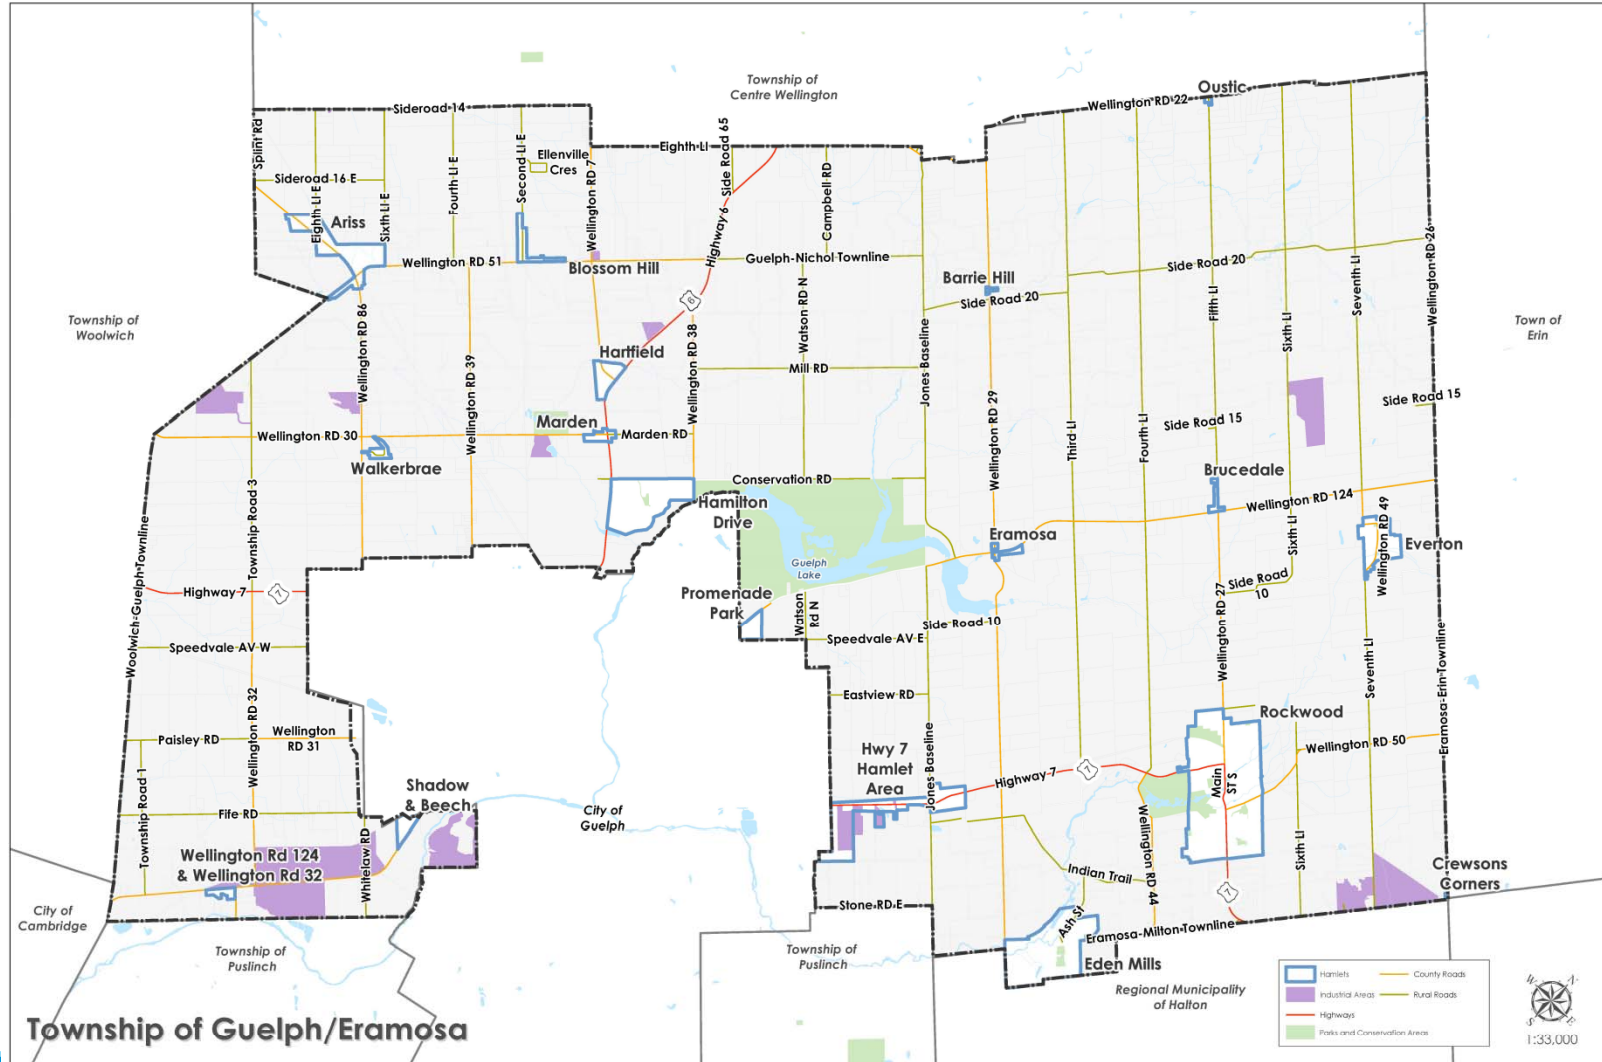 Township of
Centre Wellington
Oustic
Wellington RD 22
Sideroad 14
Splint Rd
Eighth LI
Side Road 65
Ellenville
Cres
Second LI E
Fourth LI E
Sideroad 16 E
Eighth LI E
Sixth LI E
Wellington RD 7
Campbell RD
Highway 6
Ariss
Wellington RD 51
Blossom Hill
Guelph-Nichol Townline
Barrie Hill
Side Road 20
Side Road 20
Fifth LI
Seventh LI
Wellington RD 26
6
Township of
Woolwich
Town of
Erin
Wellington RD 86
Wellington RD 39
Hartfield
Wellington RD 38
Watson RD N
Mill RD
Jones Baseline
Sixth LI
Side Road 15
Side Road 15
Marden
Marden RD
Wellington RD 30
Walkerbrae
Wellington RD 29
Third LI
Fourth LI
Brucedale
Conservation RD
Wellington RD 124
Hamilton
Drive
Township Road 3
Woolwich-Guelph-Townline
Eramosa
Sixth LI
Wellington RD 49
Everton
Guelph
Lake
Highway 7
7
Promenade
Park
Watson
Rd N
Side Road
10
Side Road 10
Speedvale AV E
Speedvale AV W
Wellington RD 27
Seventh LI
Eramosa-Erin-Townline
Eastview RD
Wellington RD 32
Rockwood
Paisley RD
Wellington
RD 31
Wellington RD 50
Hwy 7
Hamlet
Area
Jones Baseline
Highway 7
7
Main
ST S
Township Road 1
Shadow
& Beech
City of
Guelph
Fife RD
Whitelaw RD
Wellington Rd 124
& Wellington Rd 32
Wellington RD 44
Sixth LI
Indian Trail
7
Crewsons
Corners
Stone RD E
Ash St
Eramosa-Milton-Townline
City of
Cambridge
Township of
Puslinch
Township of
Puslinch
Eden Mills
Regional Municipality
of Halton
Hamlets
County Roads
Industrial Areas
Rural Roads
Highways
Parks and Conservation Areas
W
N
S
E
1:33,000
Township of Guelph/Eramosa